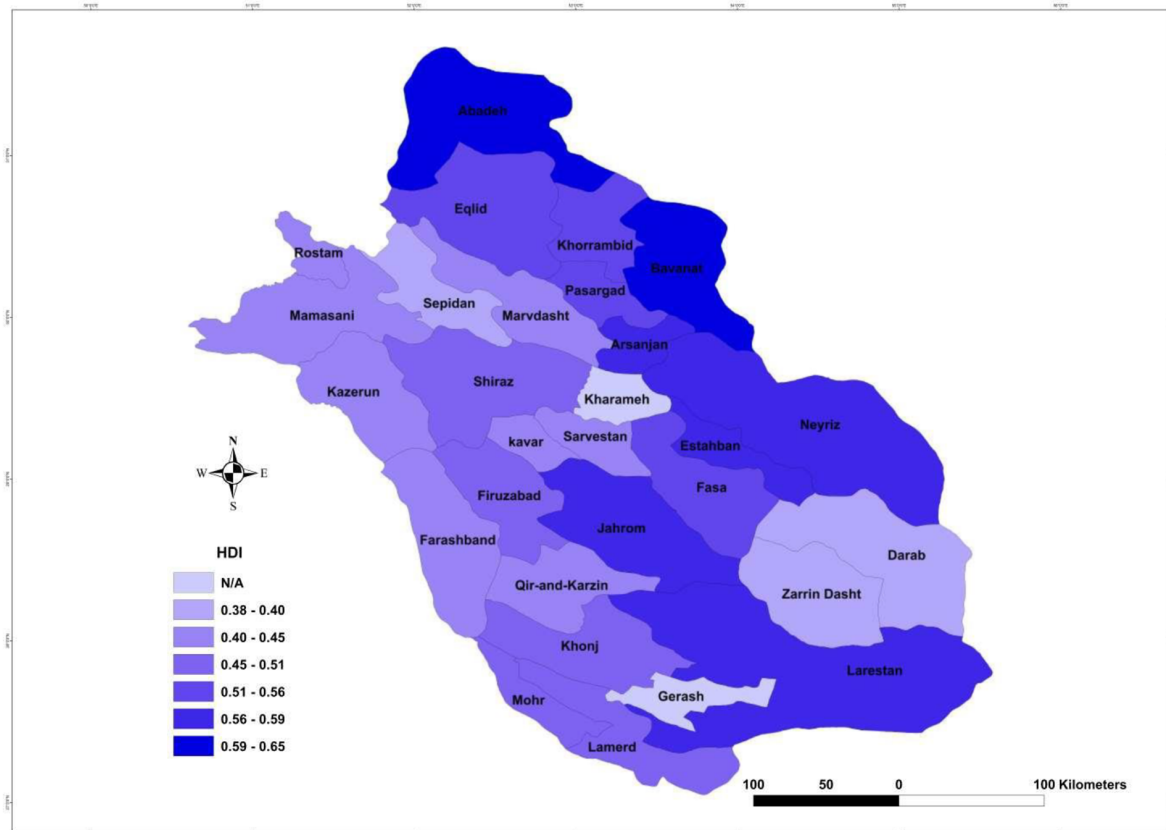 Abadeh
Eqlid
Khorrambid
Rostam
Bavanat
Pasargad
Sepidan
Mamasani
Marvdasht
Arsanjan
Shiraz
Kazerun
Kharameh
Neyriz
kavar
Sarvestan
Estahban
Fasa
Firuzabad
Jahrom
Farashband
Darab
Qir-and-Karzin
Zarrin Dasht
Khonj
Larestan
Gerash
Mohr
Lamerd
N
W E
S
HDI
N/A
0.38 - 0.40
0.40 - 0.45
0.45 - 0.51
0.51 - 0.56
0.56 - 0.59
0.59 - 0.65
100 50 0 100 Kilometers